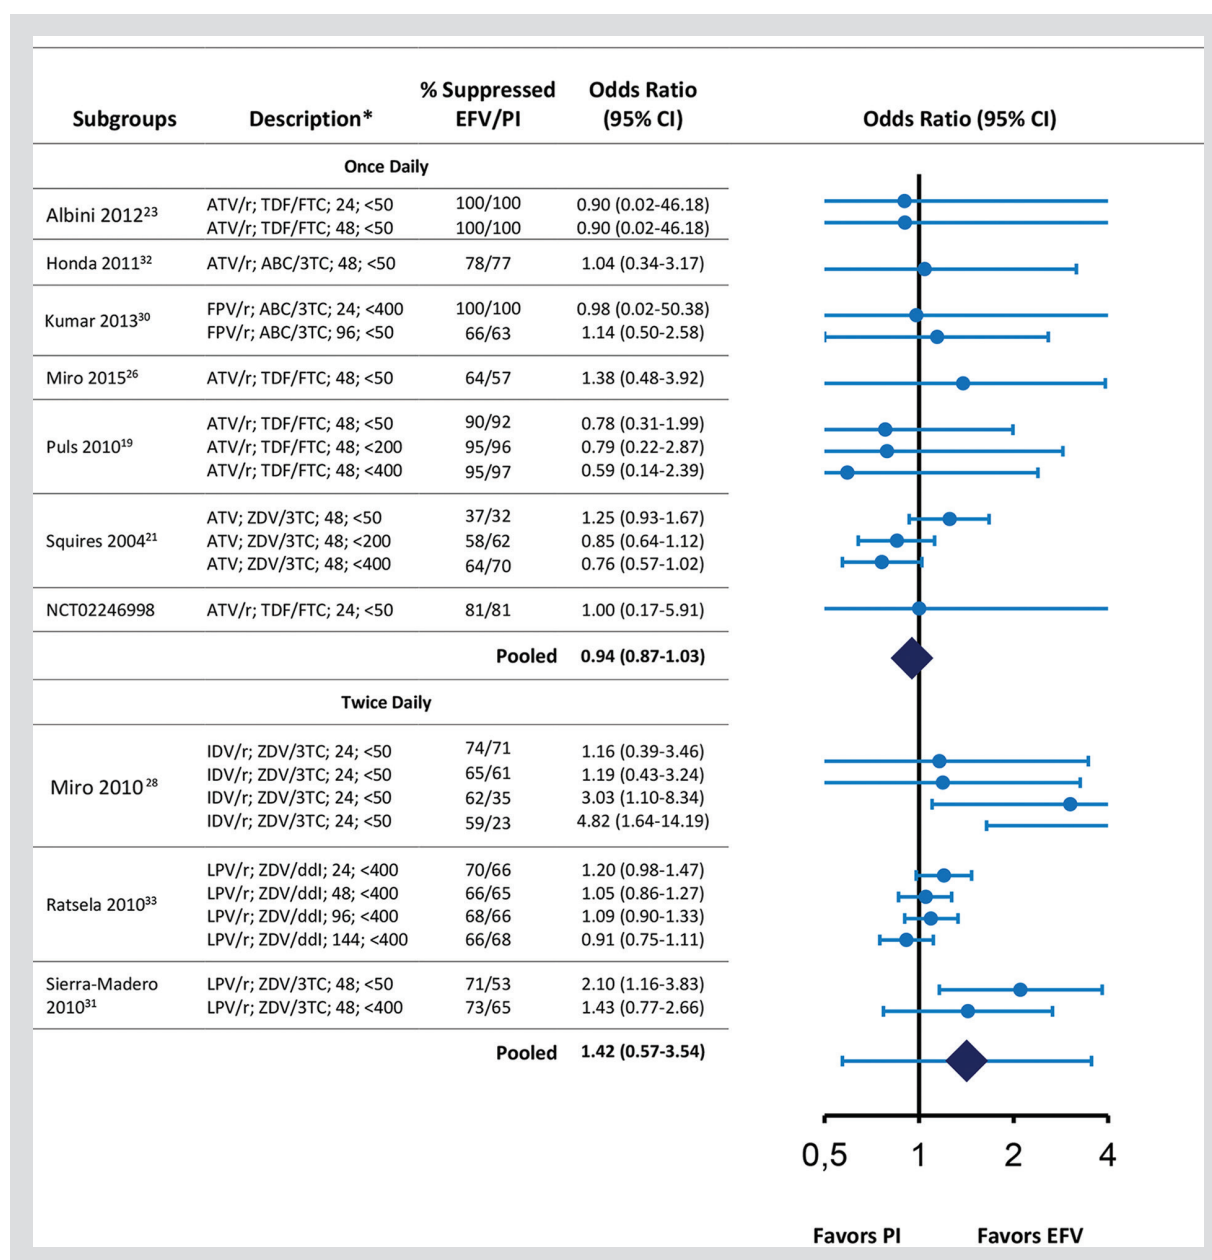 Subgroups Description* % Suppressed EFV/PI Odds Ratio (95% CI) Odds Ratio (95% CI)
Once Daily
Albini 2012²³ ATV/r; TDF/FTC; 24; <50 100/100 0.90 (0.02-46.18)
ATV/r; TDF/FTC; 48; <50 100/100 0.90 (0.02-46.18)
Honda 2011³² ATV/r; ABC/3TC; 48; <50 78/77 1.04 (0.34-3.17)
Kumar 2013³⁰ FPV/r; ABC/3TC; 24; <400 100/100 0.98 (0.02-50.38)
FPV/r; ABC/3TC; 96; <50 66/63 1.14 (0.50-2.58)
Miro 2015²⁶ ATV/r; TDF/FTC; 48; <50 64/57 1.38 (0.48-3.92)
Puls 2010¹⁹ ATV/r; TDF/FTC; 48; <50 90/92 0.78 (0.31-1.99)
ATV/r; TDF/FTC; 48; <200 95/96 0.79 (0.22-2.87)
ATV/r; TDF/FTC; 48; <400 95/97 0.59 (0.14-2.39)
Squires 2004²¹ ATV; ZDV/3TC; 48; <50 37/32 1.25 (0.93-1.67)
ATV; ZDV/3TC; 48; <200 58/62 0.85 (0.64-1.12)
ATV; ZDV/3TC; 48; <400 64/70 0.76 (0.57-1.02)
NCT02246998 ATV/r; TDF/FTC; 24; <50 81/81 1.00 (0.17-5.91)
Pooled 0.94 (0.87-1.03)
Twice Daily
Miro 2010²⁸ IDV/r; ZDV/3TC; 24; <50 74/71 1.16 (0.39-3.46)
IDV/r; ZDV/3TC; 24; <50 65/61 1.19 (0.43-3.24)
IDV/r; ZDV/3TC; 24; <50 62/35 3.03 (1.10-8.34)
IDV/r; ZDV/3TC; 24; <50 59/23 4.82 (1.64-14.19)
Ratsela 2010³³ LPV/r; ZDV/ddI; 24; <400 70/66 1.20 (0.98-1.47)
LPV/r; ZDV/ddI; 48; <400 66/65 1.05 (0.86-1.27)
LPV/r; ZDV/ddI; 96; <400 68/66 1.09 (0.90-1.33)
LPV/r; ZDV/ddI; 144; <400 66/68 0.91 (0.75-1.11)
Sierra-Madero 2010³¹ LPV/r; ZDV/3TC; 48; <50 71/53 2.10 (1.16-3.83)
LPV/r; ZDV/3TC; 48; <400 73/65 1.43 (0.77-2.66)
Pooled 1.42 (0.57-3.54)
0,5 1 2 4
Favors PI Favors EFV